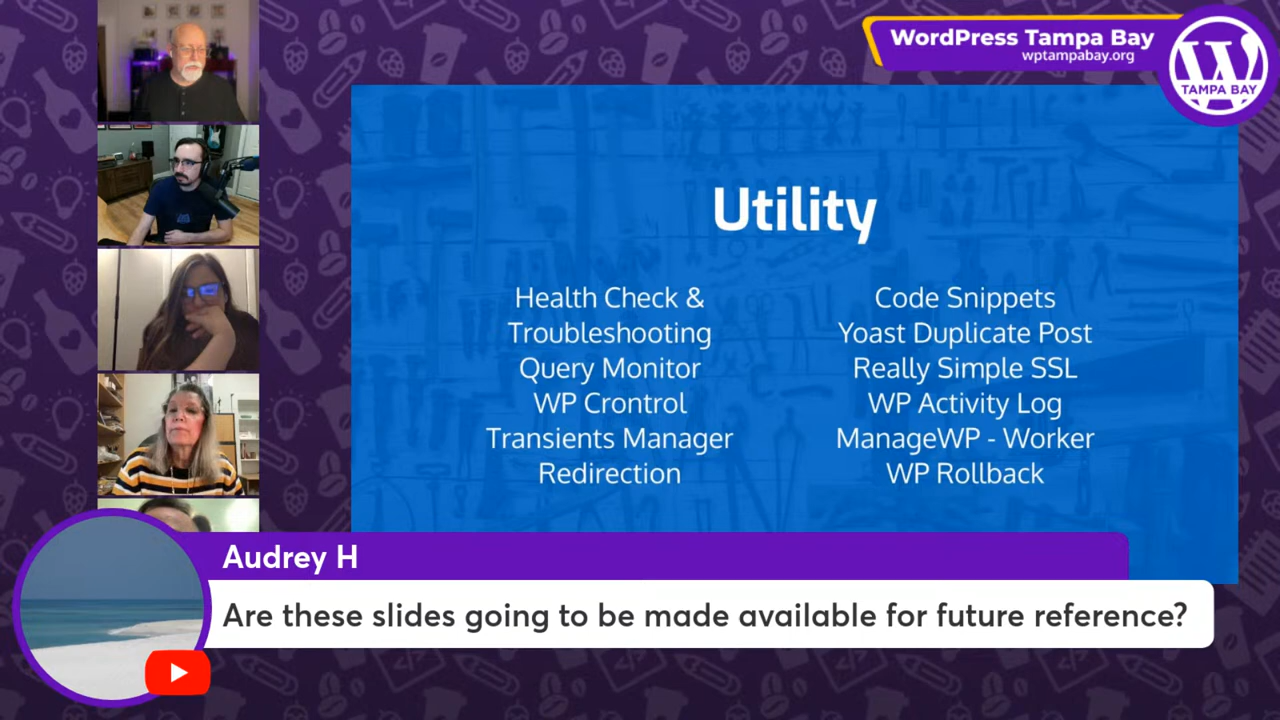 WordPress Tampa Bay
wptampabay.org
W
TAMPA BAY
Utility
Health Check &
Troubleshooting
Query Monitor
WP Crontrol
Transients Manager
Redirection
Code Snippets
Yoast Duplicate Post
Really Simple SSL
WP Activity Log
ManageWP - Worker
WP Rollback
Audrey H
Are these slides going to be made available for future reference?